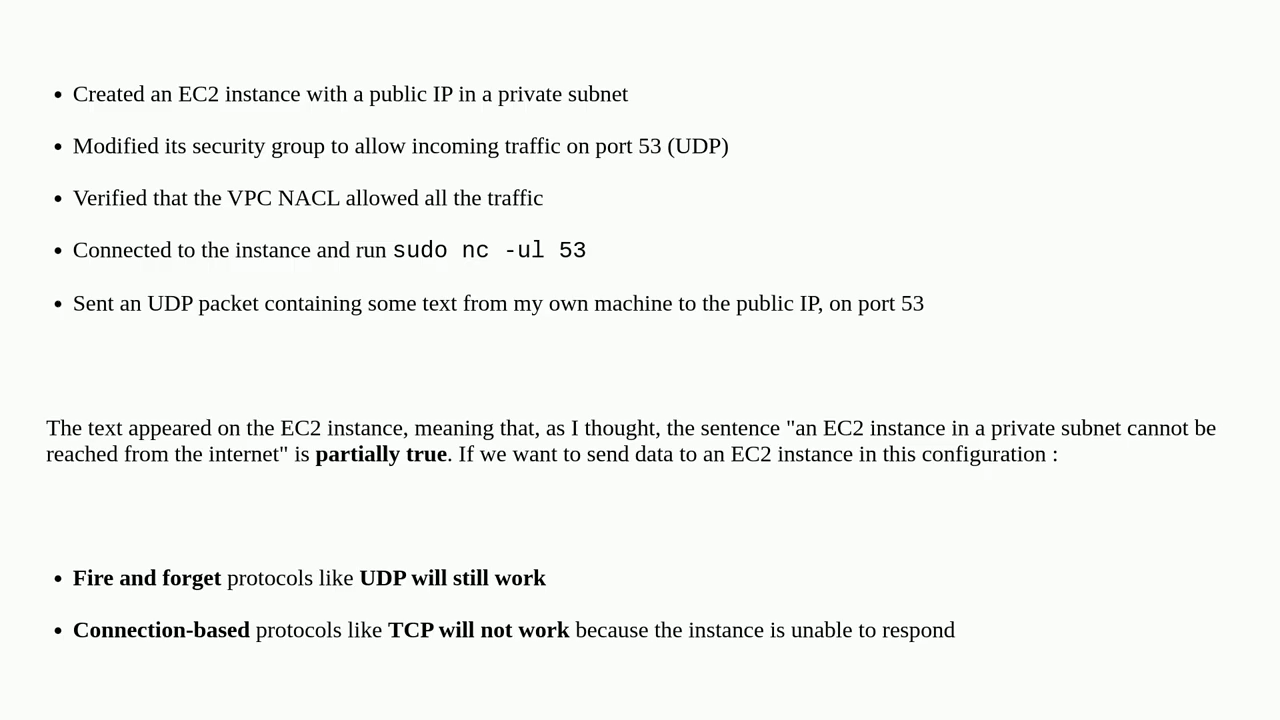 • Created an EC2 instance with a public IP in a private subnet
• Modified its security group to allow incoming traffic on port 53 (UDP)
• Verified that the VPC NACL allowed all the traffic
• Connected to the instance and run sudo nc -ul 53
• Sent an UDP packet containing some text from my own machine to the public IP, on port 53
The text appeared on the EC2 instance, meaning that, as I thought, the sentence "an EC2 instance in a private subnet cannot be
reached from the internet" is partially true. If we want to send data to an EC2 instance in this configuration :
• Fire and forget protocols like UDP will still work
• Connection-based protocols like TCP will not work because the instance is unable to respond